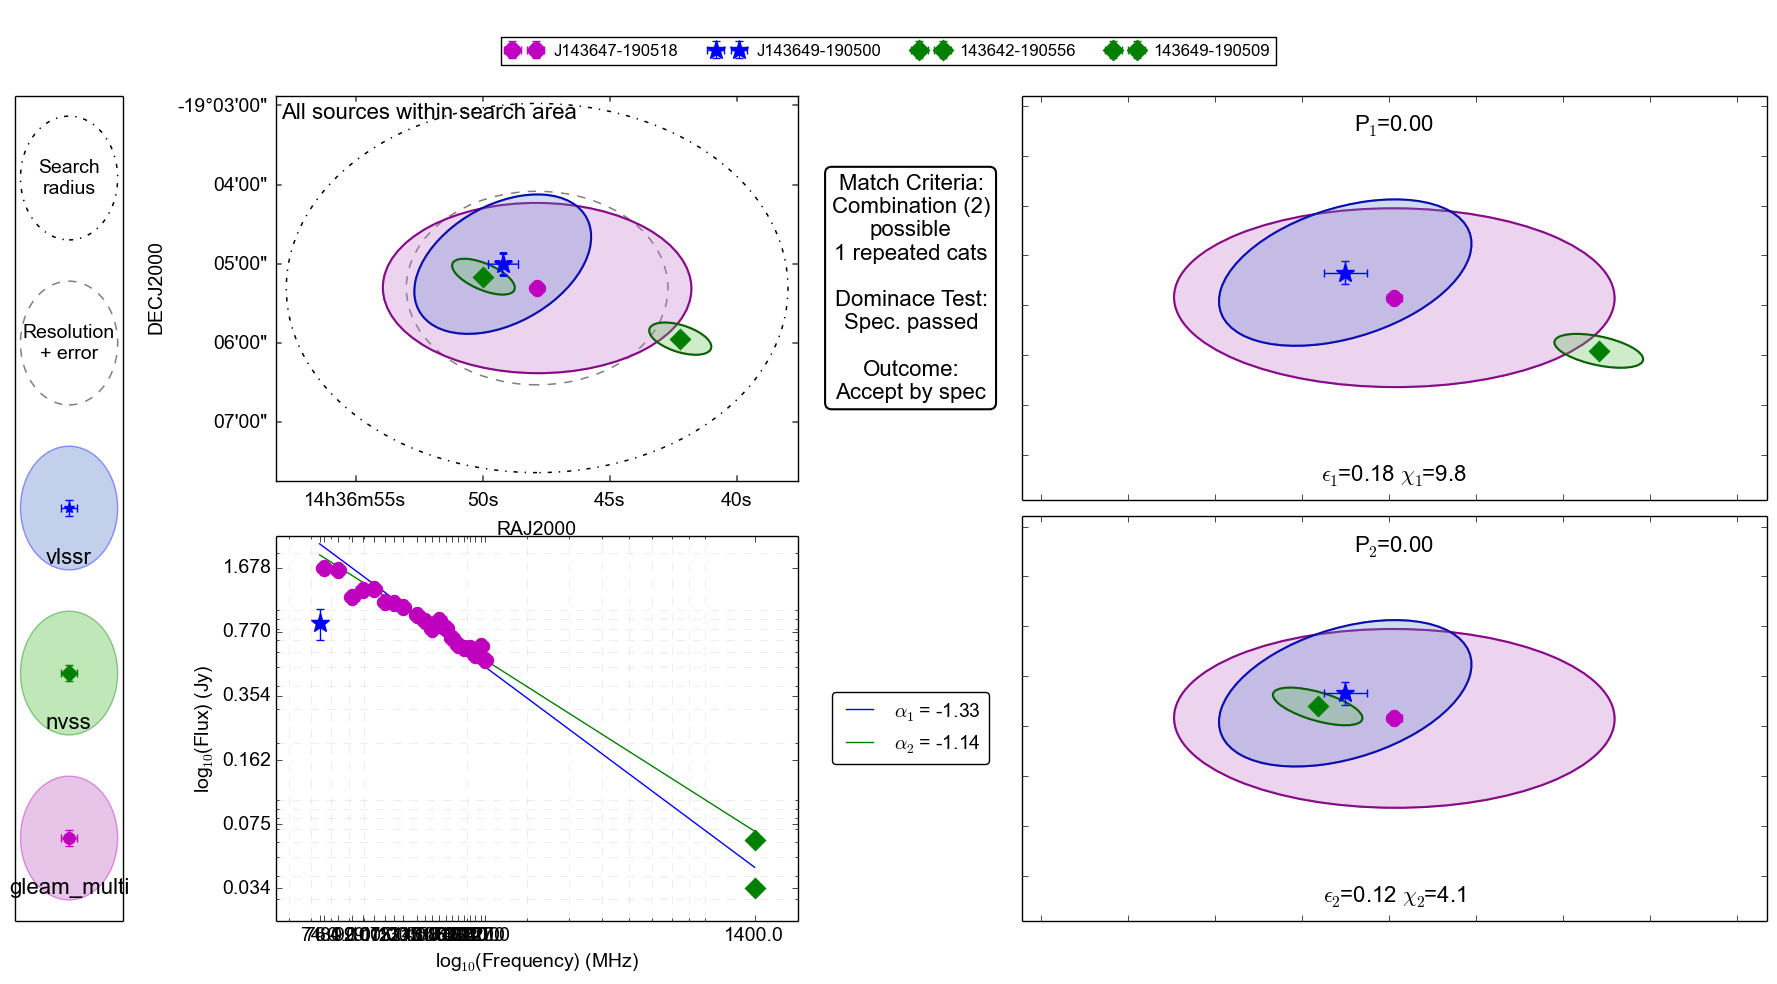 J143647-190518 J143649-190500 143642-190556 143649-190509
Search
radius
Resolution
+ error
vlssr
nvss
gleam_multi
All sources within search area
DECJ2000
-19°03'00"
04'00"
05'00"
06'00"
07'00"
14h36m55s 50s 45s 40s
RAJ2000
Match Criteria:
Combination (2)
possible
1 repeated cats
Dominace Test:
Spec. passed
Outcome:
Accept by spec
P1=0.00
ϵ1=0.18 χ1=9.8
log10(Flux) (Jy)
1.678
0.770
0.354
0.162
0.075
0.034
1400.0
log10(Frequency) (MHz)
α1 = -1.33
α2 = -1.14
P2=0.00
ϵ2=0.12 χ2=4.1